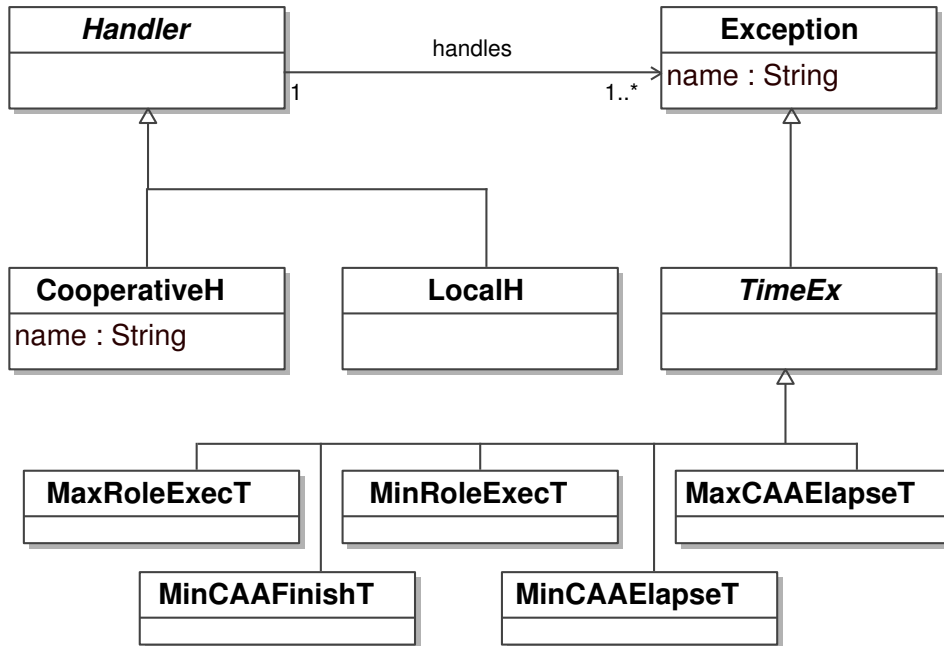 Handler
handles
Exception
name : String
1
1..*
CooperativeH
name : String
LocalH
TimeEx
MaxRoleExecT
MinRoleExecT
MaxCAAElapseT
MinCAAFinishT
MinCAAElapseT